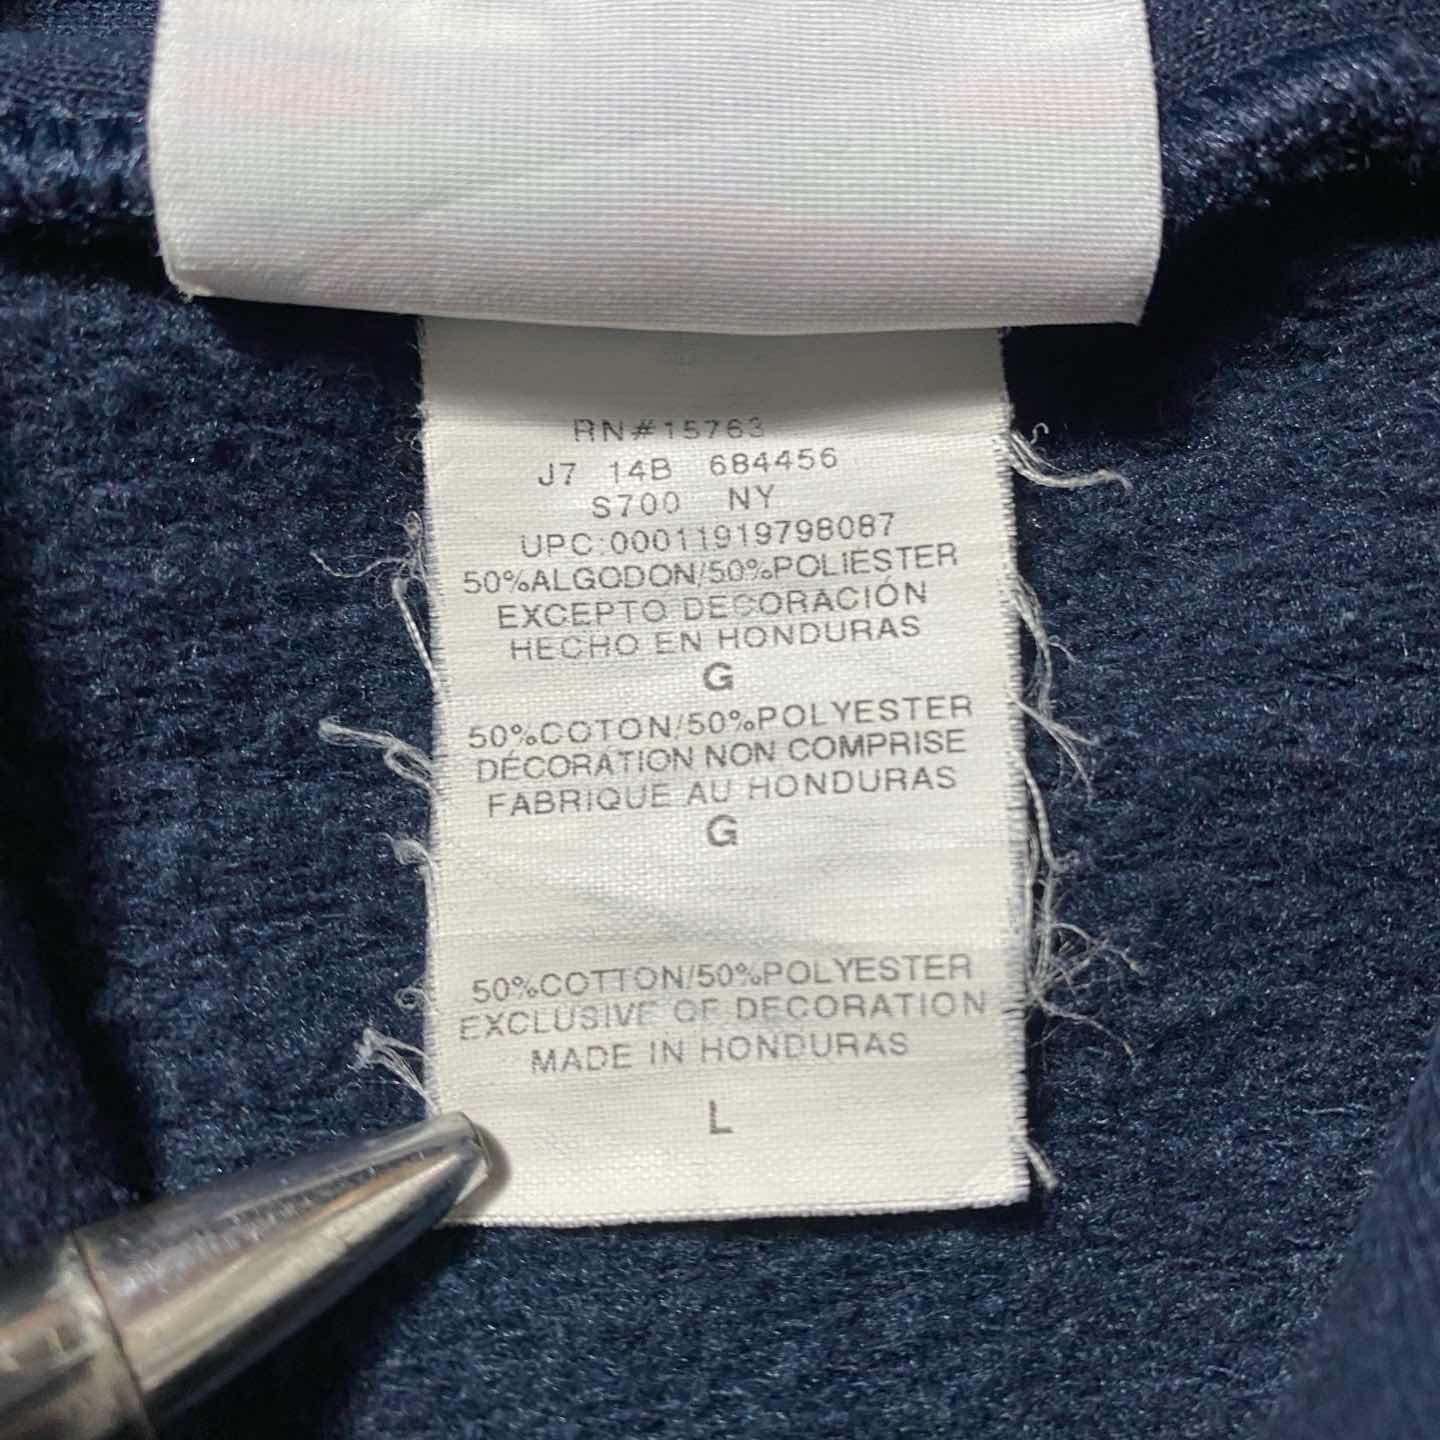 RN#15763
J7 14B 684456
S700 NY
UPC:00011919798087
50%ALGODON/50%POLIESTER
EXCEPTO DECORACIÓN
HECHO EN HONDURAS
G
50%COTON/50%POLYESTER
DÉCORATION NON COMPRISE
FABRIQUE AU HONDURAS
G
50%COTTON/50%POLYESTER
EXCLUSIVE OF DECORATION
MADE IN HONDURAS
L